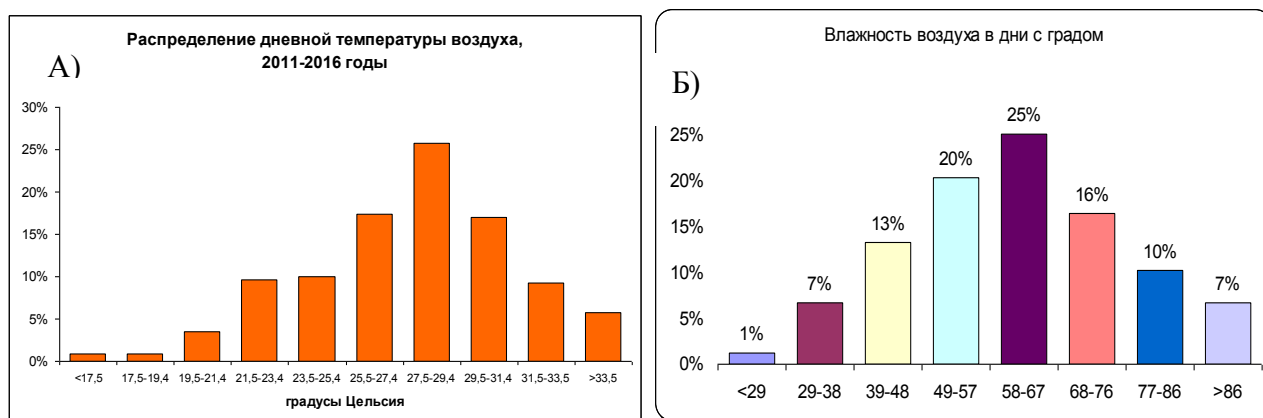 А)
Распределение дневной температуры воздуха,
2011-2016 годы
30%
25%
20%
15%
10%
5%
0%
<17,5 17,5-19,4 19,5-21,4 21,5-23,4 23,5-25,4 25,5-27,4 27,5-29,4 29,5-31,4 31,5-33,5 >33,5
градусы Цельсия
Б)
Влажность воздуха в дни с градом
25%
20%
15%
10%
5%
0%
1% 7% 13% 20% 25% 16% 10% 7%
<29 29-38 39-48 49-57 58-67 68-76 77-86 >86